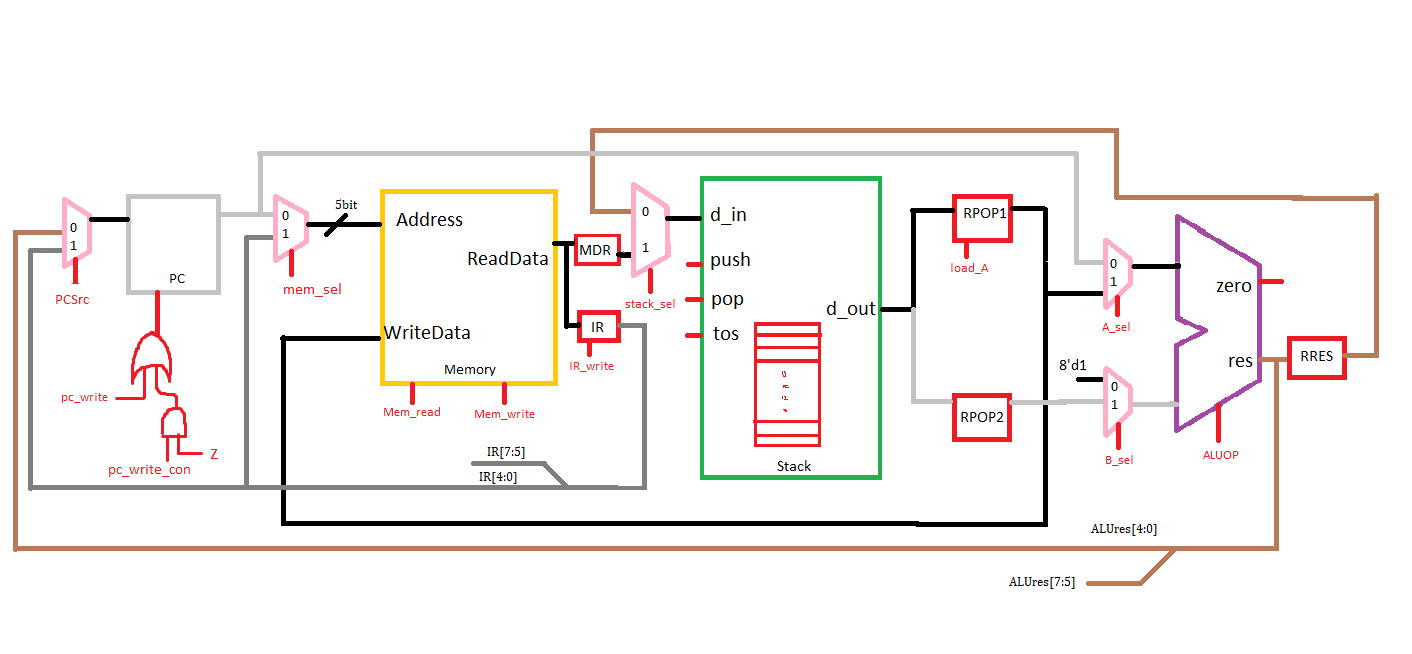 0
1
PCSrc
PC
pc_write
pc_write_con
Z
0
1
mem_sel
5bit
Address
ReadData
WriteData
Memory
Mem_read
Mem_write
MDR
IR
IR_write
IR[7:5]
IR[4:0]
0
1
stack_sel
d_in
push
pop
tos
d_out
Stack
RPOP1
load_A
RPOP2
0
1
A_sel
8'd1
0
1
B_sel
zero
res
ALUOP
RRES
ALUres[4:0]
ALUres[7:5]